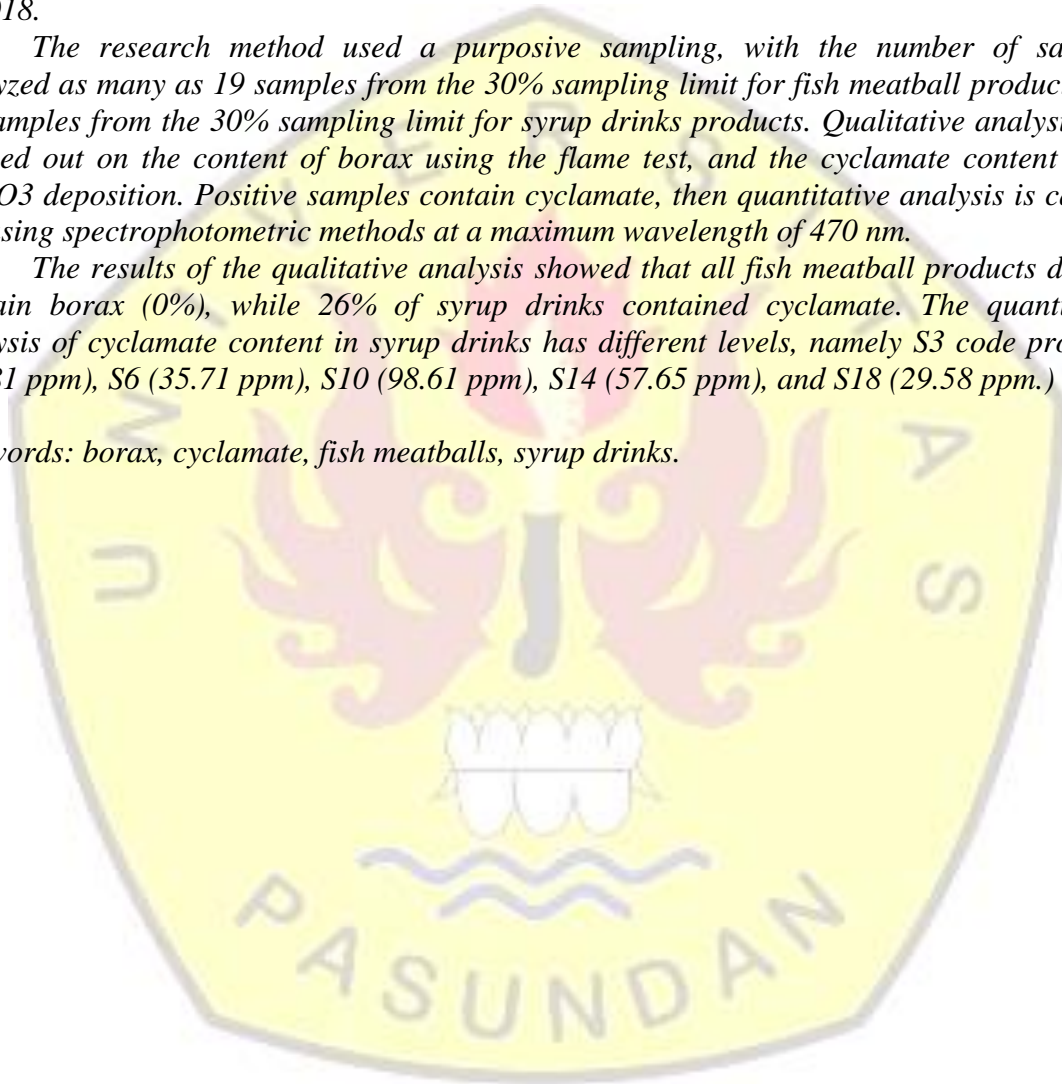 018.
The research method used a purposive sampling, with the number of sa
yzed as many as 19 samples from the 30% sampling limit for fish meatball product
amples from the 30% sampling limit for syrup drinks products. Qualitative analysis
ed out on the content of borax using the flame test, and the cyclamate content
O3 deposition. Positive samples contain cyclamate, then quantitative analysis is ca
sing spectrophotometric methods at a maximum wavelength of 470 nm.
The results of the qualitative analysis showed that all fish meatball products d
ain borax (0%), while 26% of syrup drinks contained cyclamate. The quanti
ysis of cyclamate content in syrup drinks has different levels, namely S3 code pro
81 ppm), S6 (35.71 ppm), S10 (98.61 ppm), S14 (57.65 ppm), and S18 (29.58 ppm.)
words: borax, cyclamate, fish meatballs, syrup drinks.
UNIVERSITAS
PASUNDAN